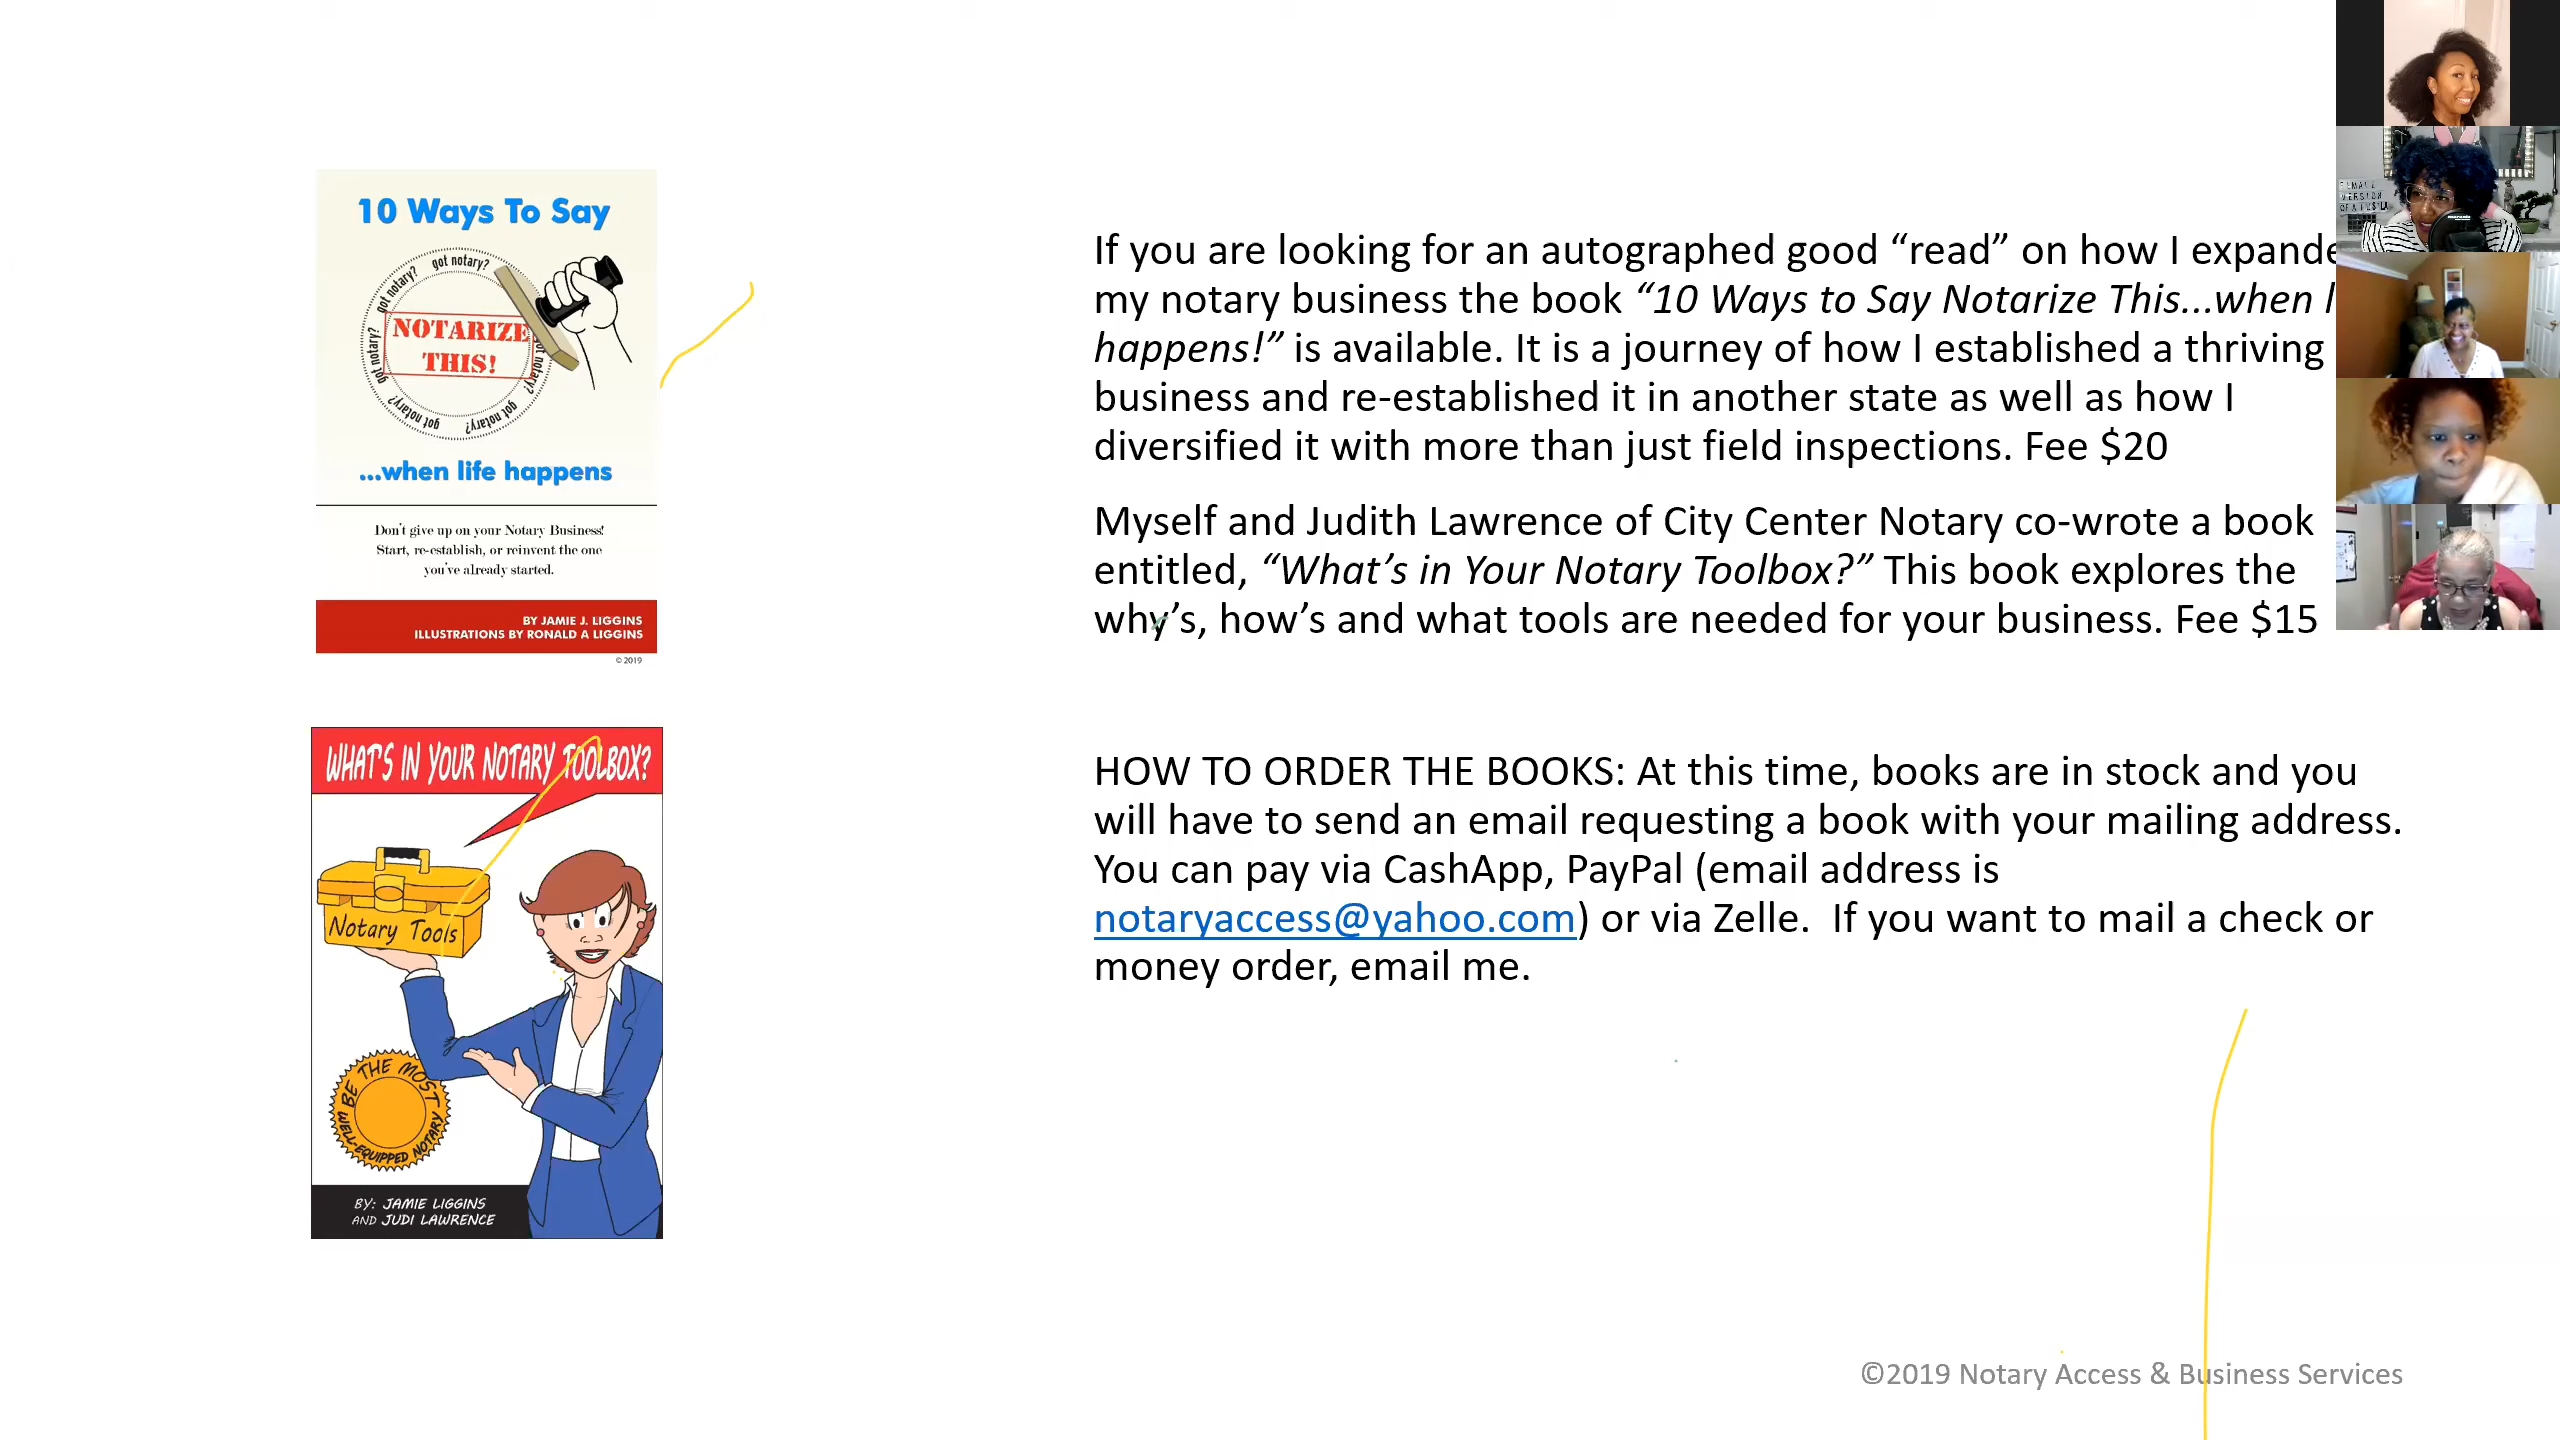 10 Ways To Say
got notary? got notary? got notary? got notary? got notary? got notary? got notary?
NOTARIZE
THIS!
...when life happens
Don't give up on your Notary Business!
Start, re-establish, or reinvent the one
you've already started.
BY JAMIE J. LIGGINS
ILLUSTRATIONS BY RONALD A LIGGINS
© 2019
WHAT'S IN YOUR NOTARY TOOLBOX?
Notary Tools
BE THE MOST
WELL-EQUIPPED NOTARY
BY: JAMIE LIGGINS
AND JUDI LAWRENCE
If you are looking for an autographed good “read” on how I expande
my notary business the book “10 Ways to Say Notarize This...when l
happens!” is available. It is a journey of how I established a thriving
business and re-established it in another state as well as how I
diversified it with more than just field inspections. Fee $20
Myself and Judith Lawrence of City Center Notary co-wrote a book
entitled, “What’s in Your Notary Toolbox?” This book explores the
why’s, how’s and what tools are needed for your business. Fee $15
HOW TO ORDER THE BOOKS: At this time, books are in stock and you
will have to send an email requesting a book with your mailing address.
You can pay via CashApp, PayPal (email address is
notaryaccess@yahoo.com) or via Zelle.  If you want to mail a check or
money order, email me.
©2019 Notary Access & Business Services
VERSION